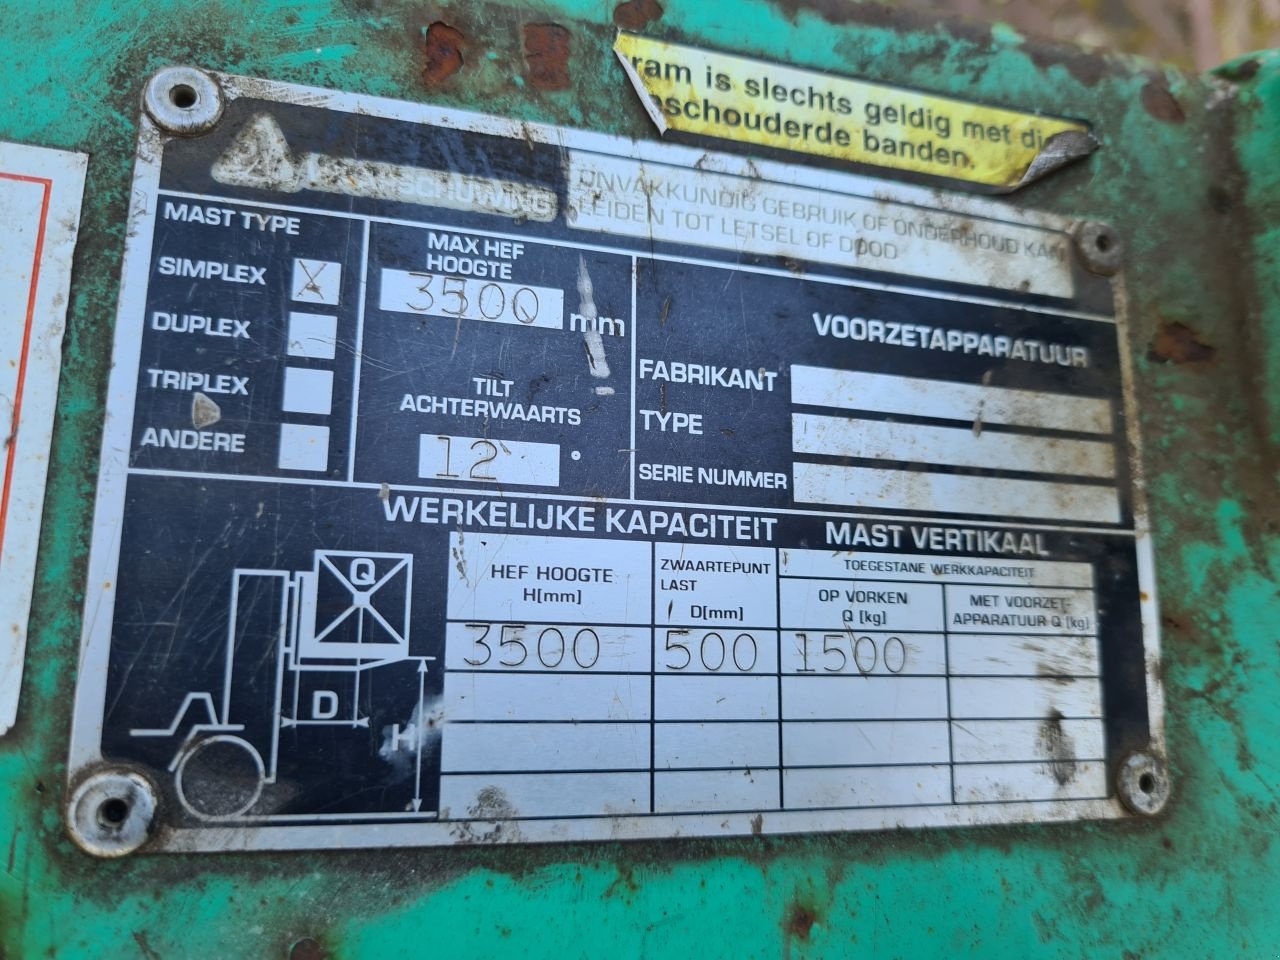 ram is slechts geldig met di
schouderde banden.
WAARSCHUWING
ONVAKKUNDIG GEBRUIK OF ONDERHOUD KAN
LEIDEN TOT LETSEL OF DOOD
MAST TYPE
SIMPLEX X
DUPLEX
TRIPLEX
ANDERE
MAX HEF
HOOGTE
3500 mm
TILT
ACHTERWAARTS
12 °
VOORZETAPPARATUUR
FABRIKANT
TYPE
SERIE NUMMER
WERKELIJKE KAPACITEIT MAST VERTIKAAL
Q
D
H
HEF HOOGTE
H[mm]
ZWAARTEPUNT
LAST
D[mm]
TOEGESTANE WERKKAPACITEIT
OP VORKEN
Q [kg]
MET VOORZET-
APPARATUUR Q [kg]
3500 500 1500